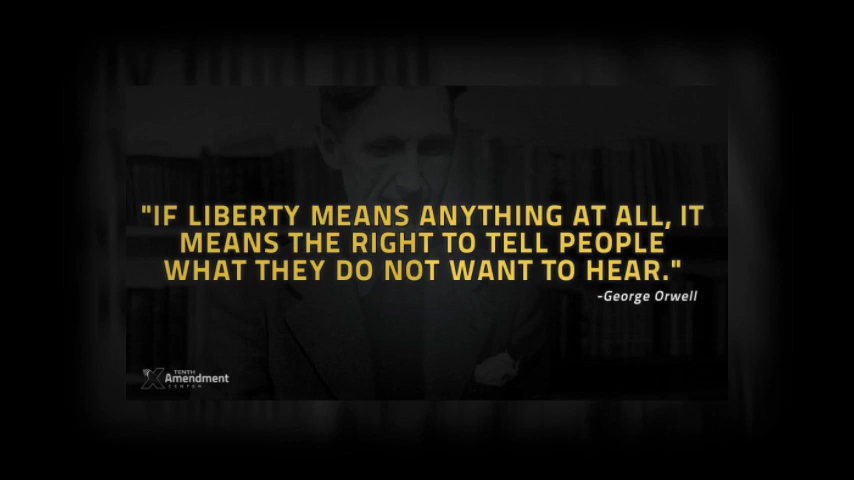 "IF LIBERTY MEANS ANYTHING AT ALL, IT
MEANS THE RIGHT TO TELL PEOPLE
WHAT THEY DO NOT WANT TO HEAR."
-George Orwell
TENTH
Amendment
CENTER